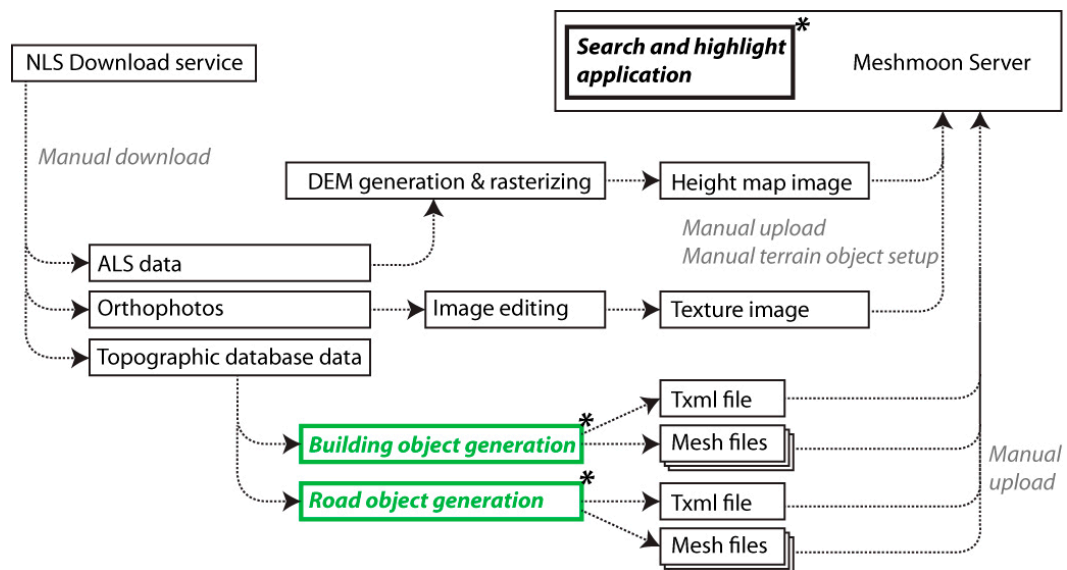 NLS Download service
Search and highlight
application
*
Meshmoon Server
Manual download
DEM generation & rasterizing
Height map image
Manual upload
Manual terrain object setup
ALS data
Orthophotos
Image editing
Texture image
Topographic database data
Txml file
Building object generation
*
Mesh files
Manual
upload
Road object generation
*
Txml file
Mesh files